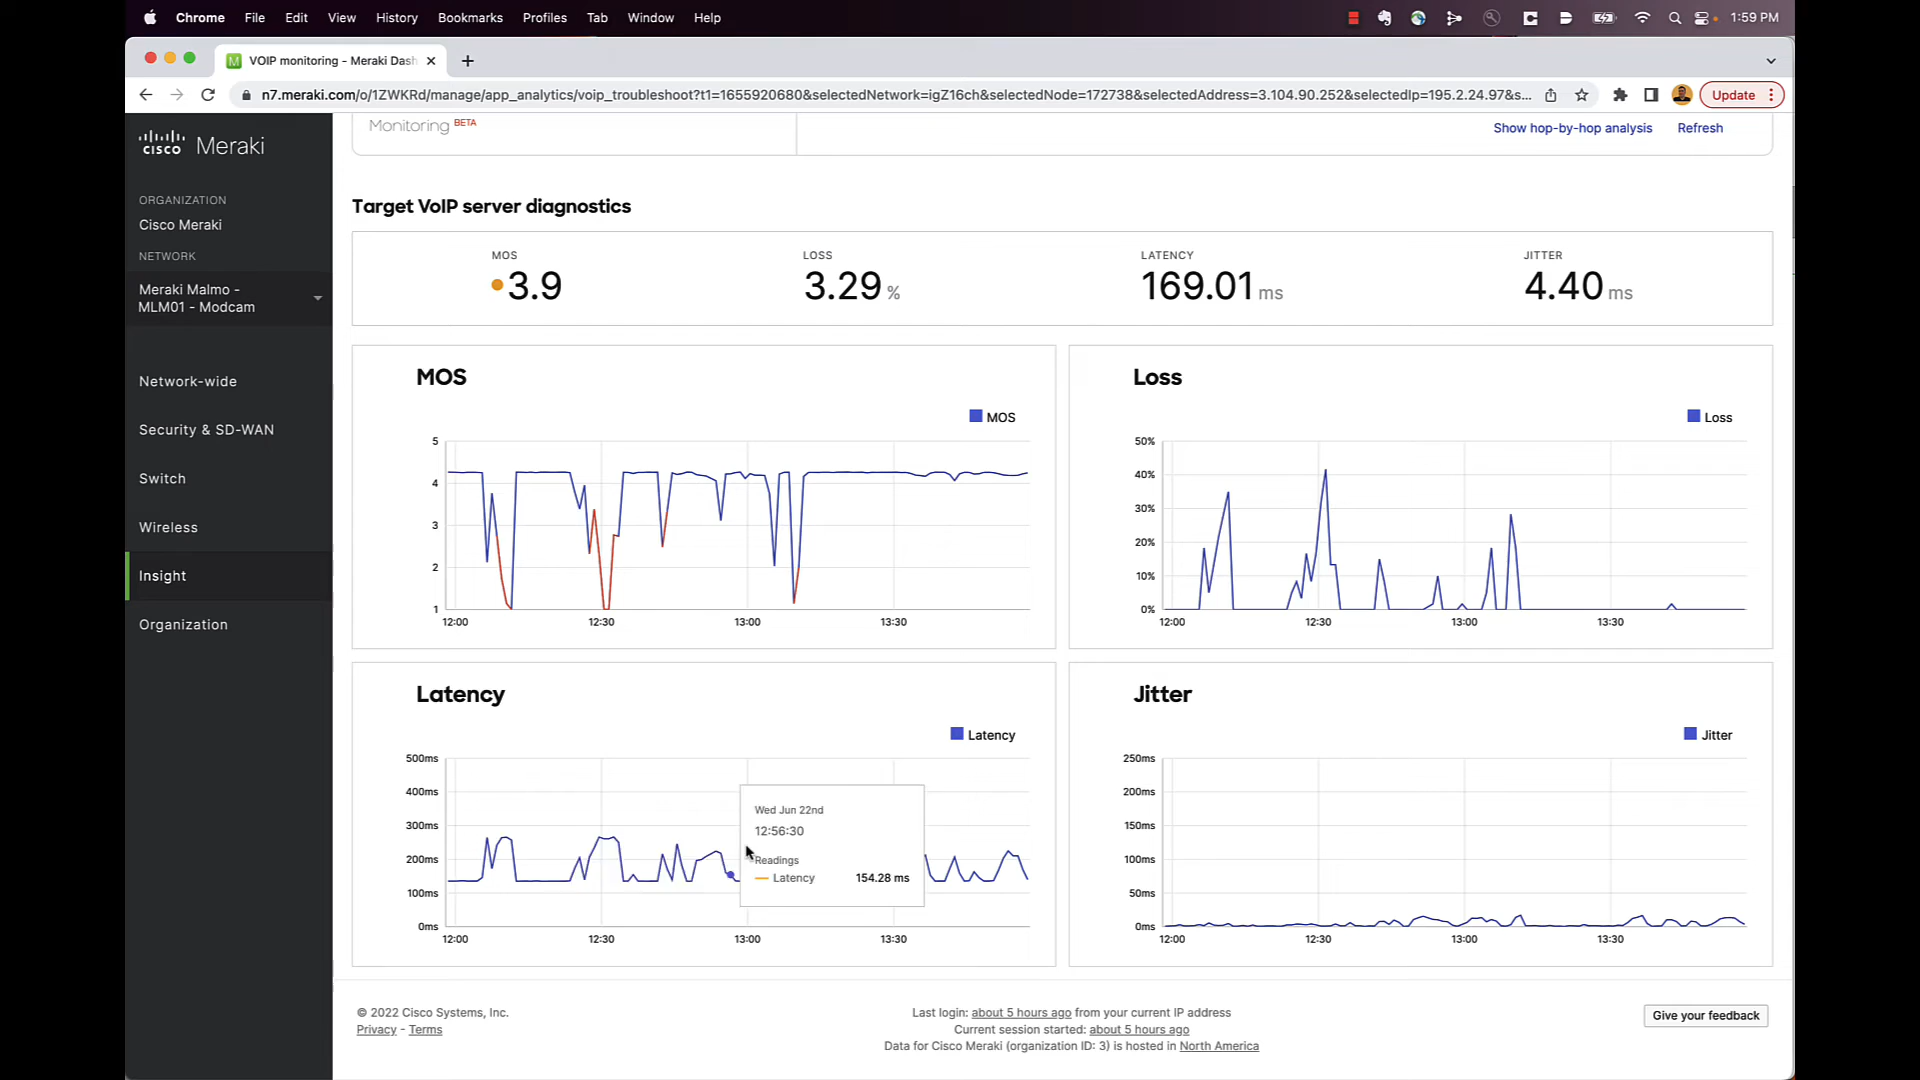 Chrome File Edit View History Bookmarks Profiles Tab Window Help 1:59 PM
VOIP monitoring - Meraki Dash
n7.meraki.com/o/1ZWKRd/manage/app_analytics/voip_troubleshoot?t1=1655920680&selectedNetwork=igZ16ch&selectedNode=172738&selectedAddress=3.104.90.252&selectedIp=195.2.24.97&s... Update
CISCO Meraki
ORGANIZATION
Cisco Meraki
NETWORK
Meraki Malmo -
MLM01 - Modcam
Network-wide
Security & SD-WAN
Switch
Wireless
Insight
Organization
Monitoring BETA
Show hop-by-hop analysis Refresh
Target VoIP server diagnostics
MOS LOSS LATENCY JITTER
3.9 3.29 % 169.01 ms 4.40 ms
MOS
MOS
5
4
3
2
1
12:00 12:30 13:00 13:30
Loss
Loss
50%
40%
30%
20%
10%
0%
12:00 12:30 13:00 13:30
Latency
Latency
500ms
400ms
300ms
200ms
100ms
0ms
12:00 12:30 13:00 13:30
Wed Jun 22nd
12:56:30
Readings
Latency 154.28 ms
Jitter
Jitter
250ms
200ms
150ms
100ms
50ms
0ms
12:00 12:30 13:00 13:30
© 2022 Cisco Systems, Inc.
Privacy - Terms
Last login: about 5 hours ago from your current IP address
Current session started: about 5 hours ago
Data for Cisco Meraki (organization ID: 3) is hosted in North America
Give your feedback